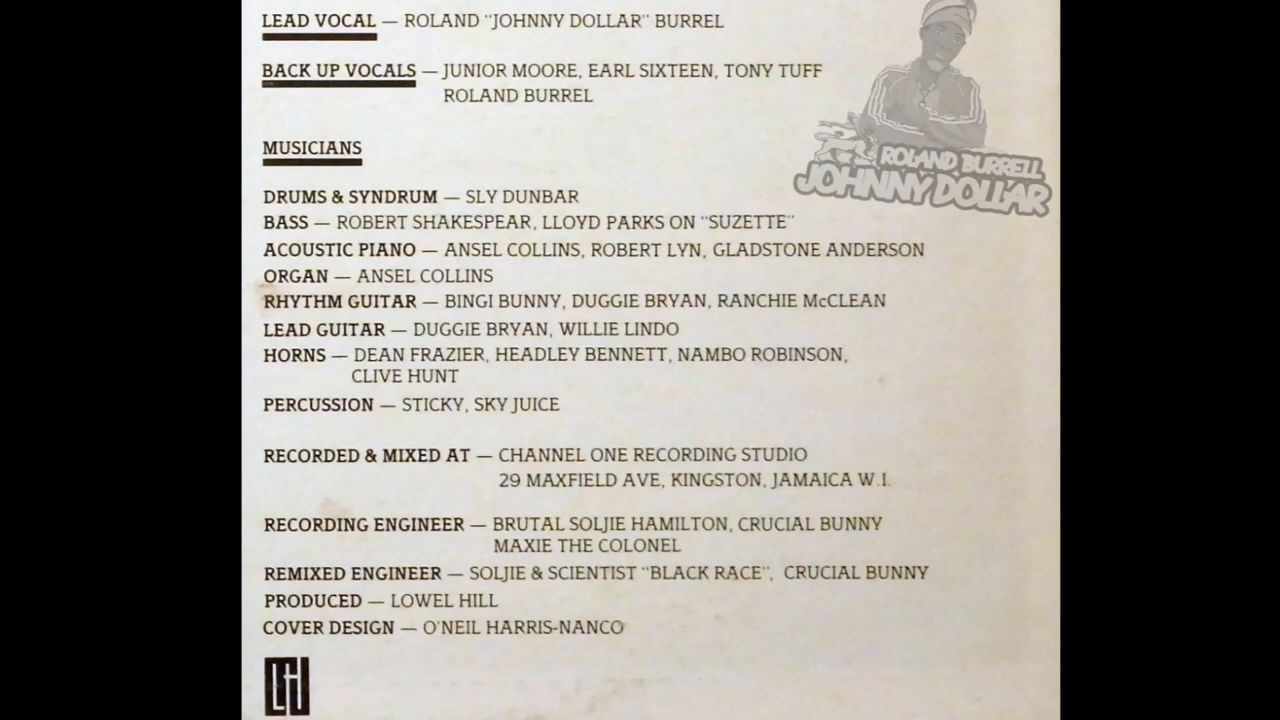 LEAD VOCAL — ROLAND "JOHNNY DOLLAR" BURREL
BACK UP VOCALS — JUNIOR MOORE, EARL SIXTEEN, TONY TUFF
ROLAND BURREL
ROLAND BURRELL
JOHNNY DOLLAR
MUSICIANS
DRUMS & SYNDRUM — SLY DUNBAR
BASS — ROBERT SHAKESPEAR, LLOYD PARKS ON "SUZETTE"
ACOUSTIC PIANO — ANSEL COLLINS, ROBERT LYN, GLADSTONE ANDERSON
ORGAN — ANSEL COLLINS
RHYTHM GUITAR — BINGI BUNNY, DUGGIE BRYAN, RANCHIE McCLEAN
LEAD GUITAR — DUGGIE BRYAN, WILLIE LINDO
HORNS — DEAN FRAZIER, HEADLEY BENNETT, NAMBO ROBINSON,
CLIVE HUNT
PERCUSSION — STICKY, SKY JUICE
RECORDED & MIXED AT — CHANNEL ONE RECORDING STUDIO
29 MAXFIELD AVE, KINGSTON, JAMAICA W.I.
RECORDING ENGINEER — BRUTAL SOLJIE HAMILTON, CRUCIAL BUNNY
MAXIE THE COLONEL
REMIXED ENGINEER — SOLJIE & SCIENTIST "BLACK RACE", CRUCIAL BUNNY
PRODUCED — LOWEL HILL
COVER DESIGN — O'NEIL HARRIS-NANCO